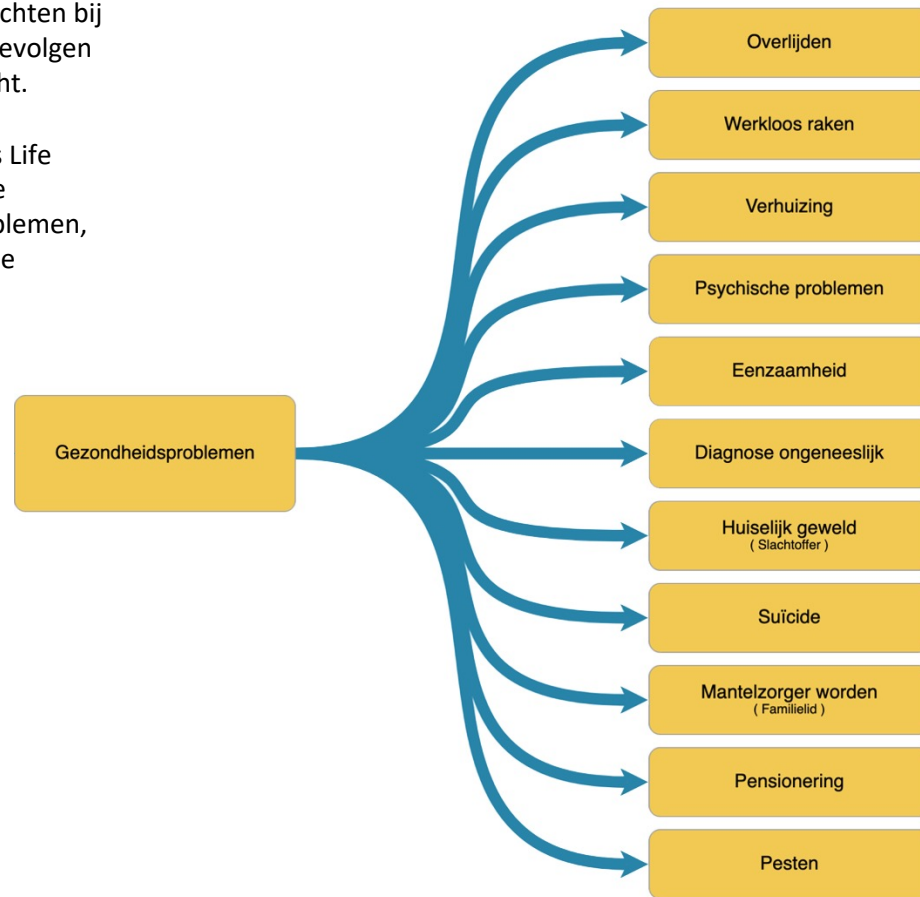 chten bij
evolgen
ht.
s Life
e
blemen,
e
Overlijden
Werkloos raken
Verhuizing
Psychische problemen
Eenzaamheid
Gezondheidsproblemen
Diagnose ongeneeslijk
Huiselijk geweld
( Slachtoffer )
Suïcide
Mantelzorger worden
( Familielid )
Pensionering
Pesten